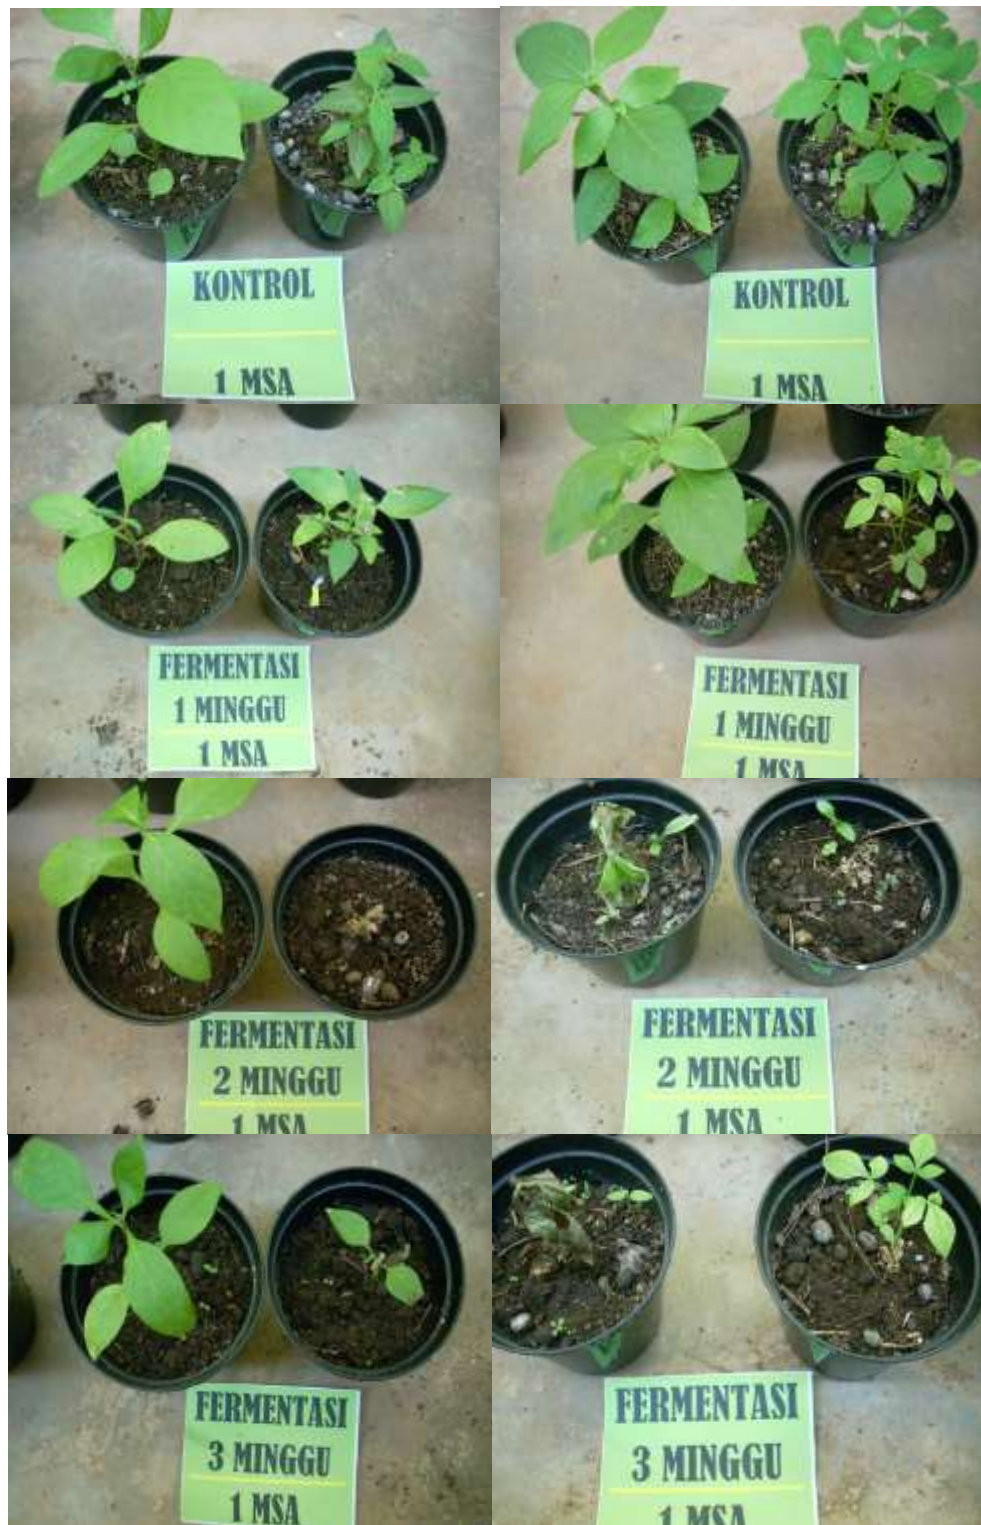 KONTROL
1 MSA
KONTROL
1 MSA
FERMENTASI
1 MINGGU
1 MSA
FERMENTASI
1 MINGGU
1 MSA
FERMENTASI
2 MINGGU
1 MSA
FERMENTASI
2 MINGGU
1 MSA
FERMENTASI
3 MINGGU
1 MSA
FERMENTASI
3 MINGGU
1 MSA